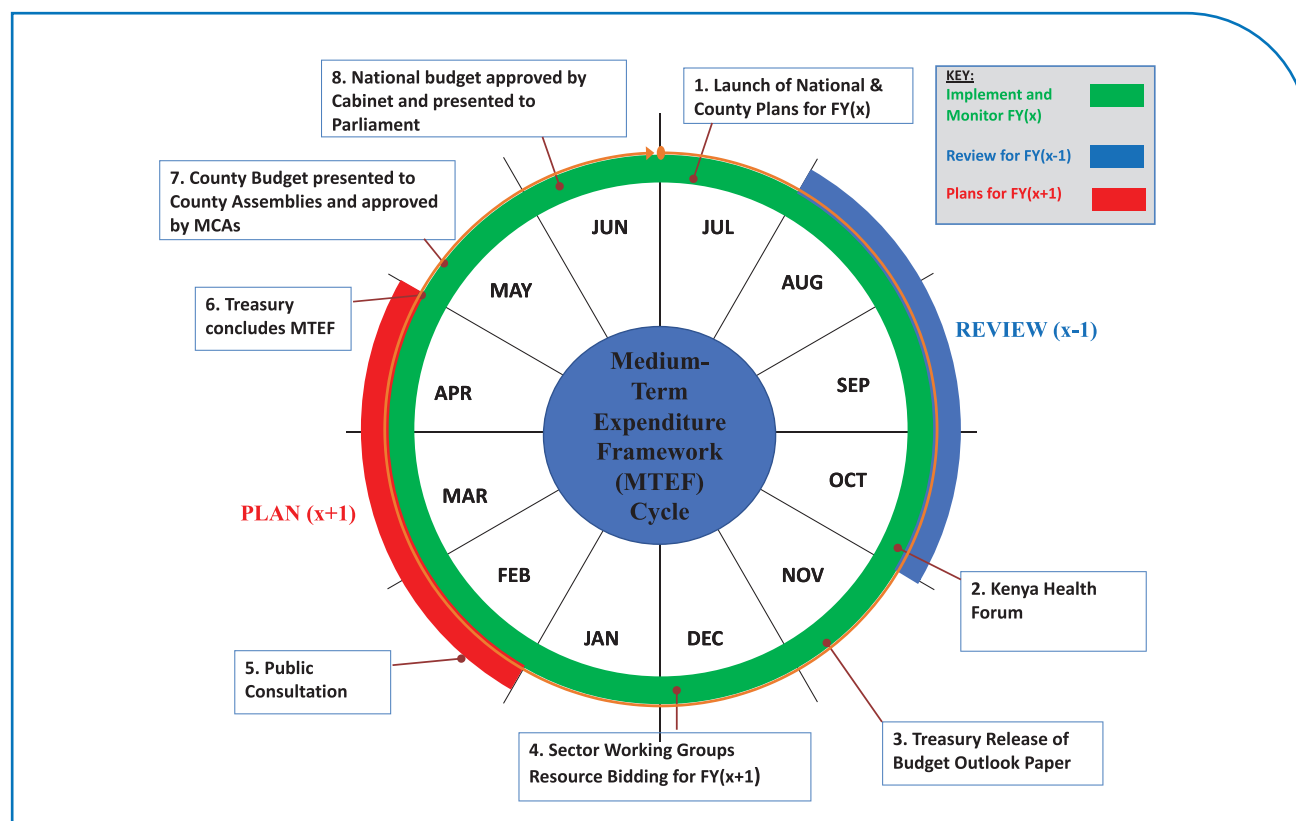 8. National budget approved by
Cabinet and presented to
Parliament
1. Launch of National &
County Plans for FY(x)
KEY:
Implement and
Monitor FY(x)
Review for FY(x-1)
Plans for FY(x+1)
7. County Budget presented to
County Assemblies and approved
by MCAs
6. Treasury
concludes MTEF
JUN
JUL
MAY
AUG
APR
SEP
MAR
OCT
FEB
NOV
JAN
DEC
Medium-
Term
Expenditure
Framework
(MTEF)
Cycle
REVIEW (x-1)
PLAN (x+1)
2. Kenya Health
Forum
5. Public
Consultation
4. Sector Working Groups
Resource Bidding for FY(x+1)
3. Treasury Release of
Budget Outlook Paper